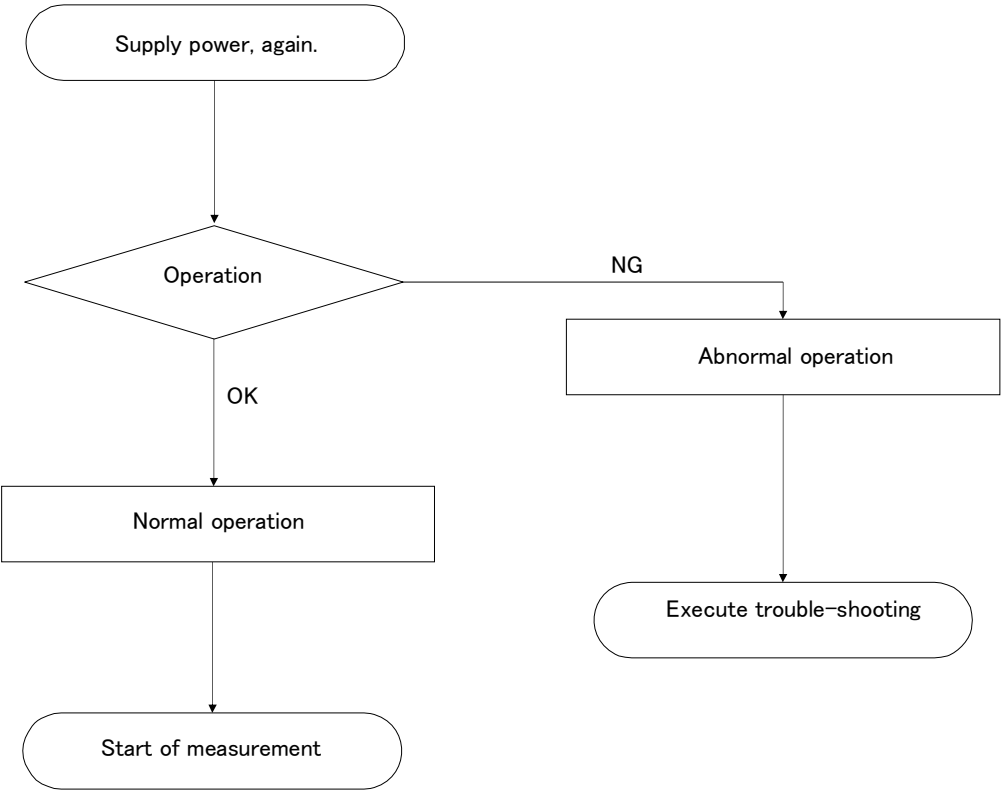 Supply power, again.
Operation
NG
Abnormal operation
OK
Normal operation
Execute trouble-shooting
Start of measurement